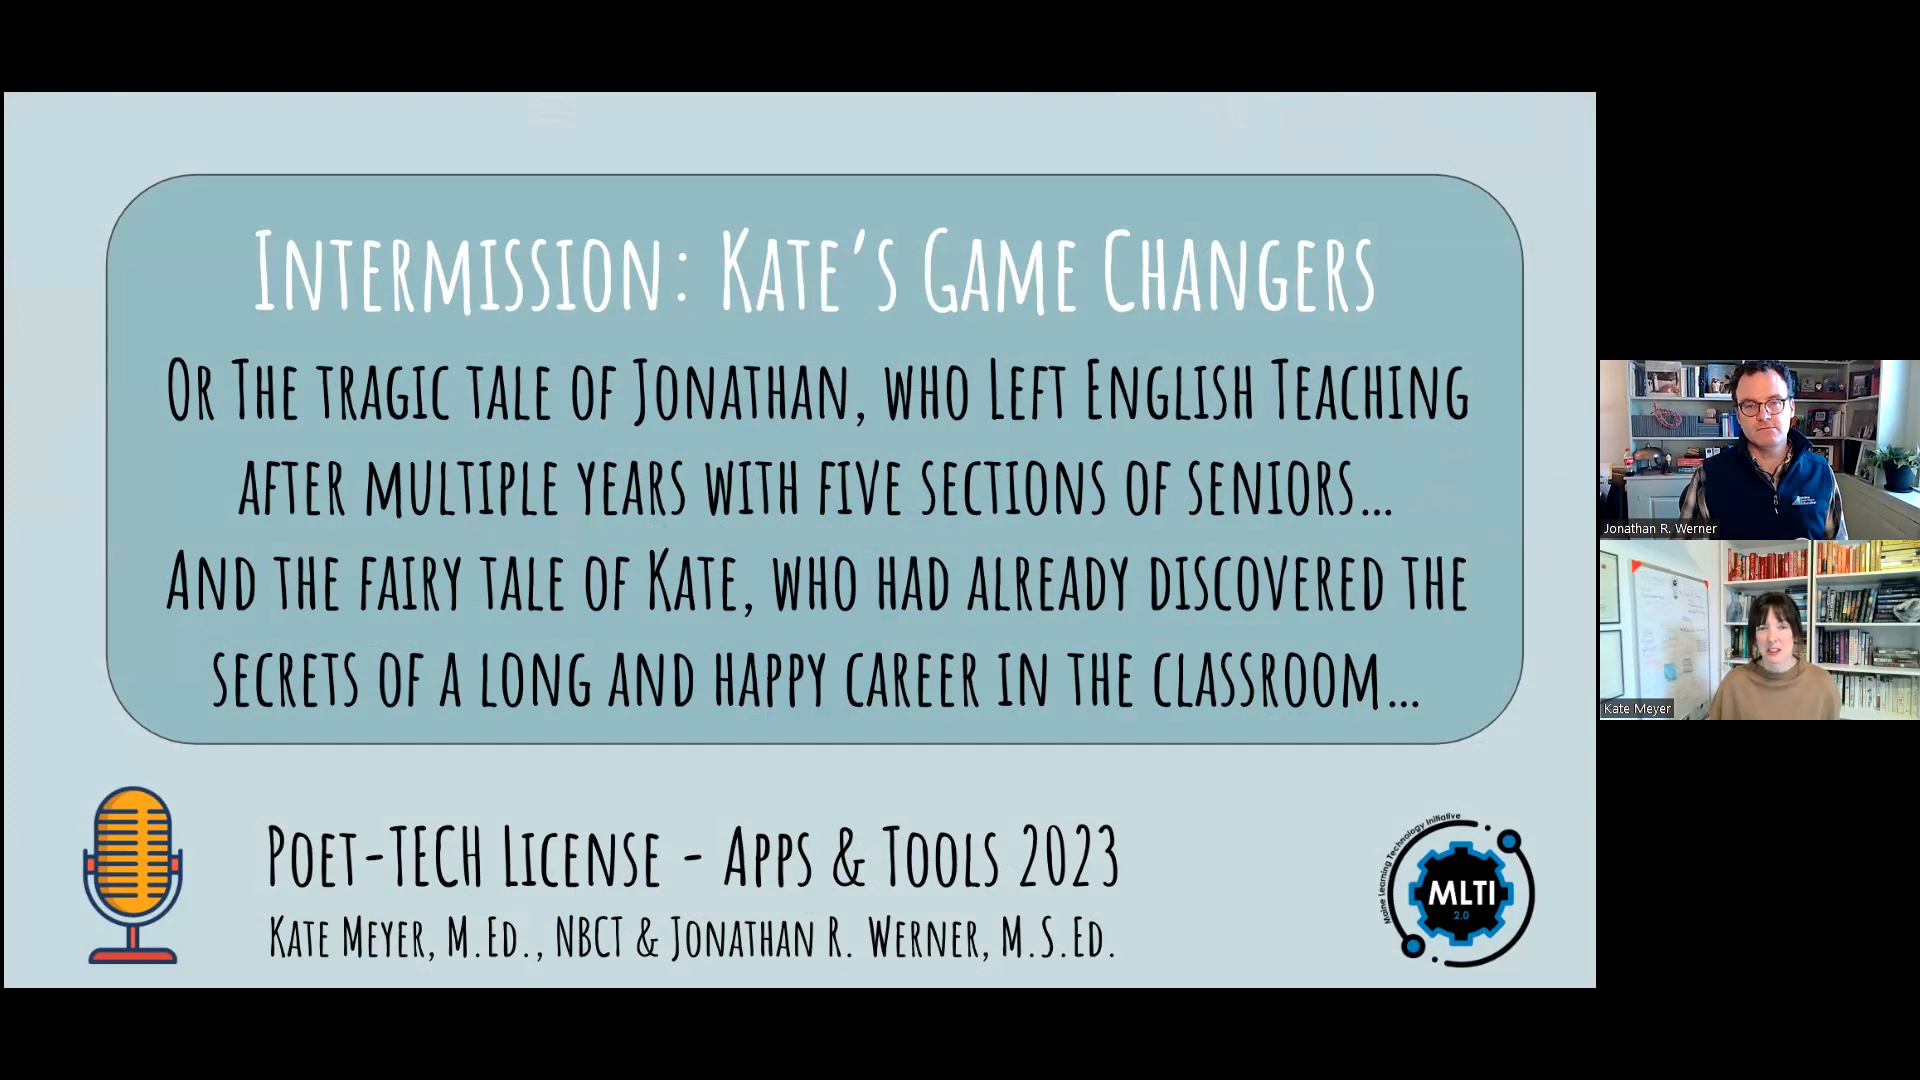 Intermission: Kate's Game Changers
Or The tragic tale of Jonathan, who Left English Teaching
after multiple years with five sections of seniors...
And the fairy tale of Kate, who had already discovered the
secrets of a long and happy career in the classroom...
Poet-TECH License - Apps & Tools 2023
Kate Meyer, M.Ed., NBCT & Jonathan R. Werner, M.S.Ed.
Maine Learning Technology Initiative
MLTI
2.0
Jonathan R. Werner
Kate Meyer